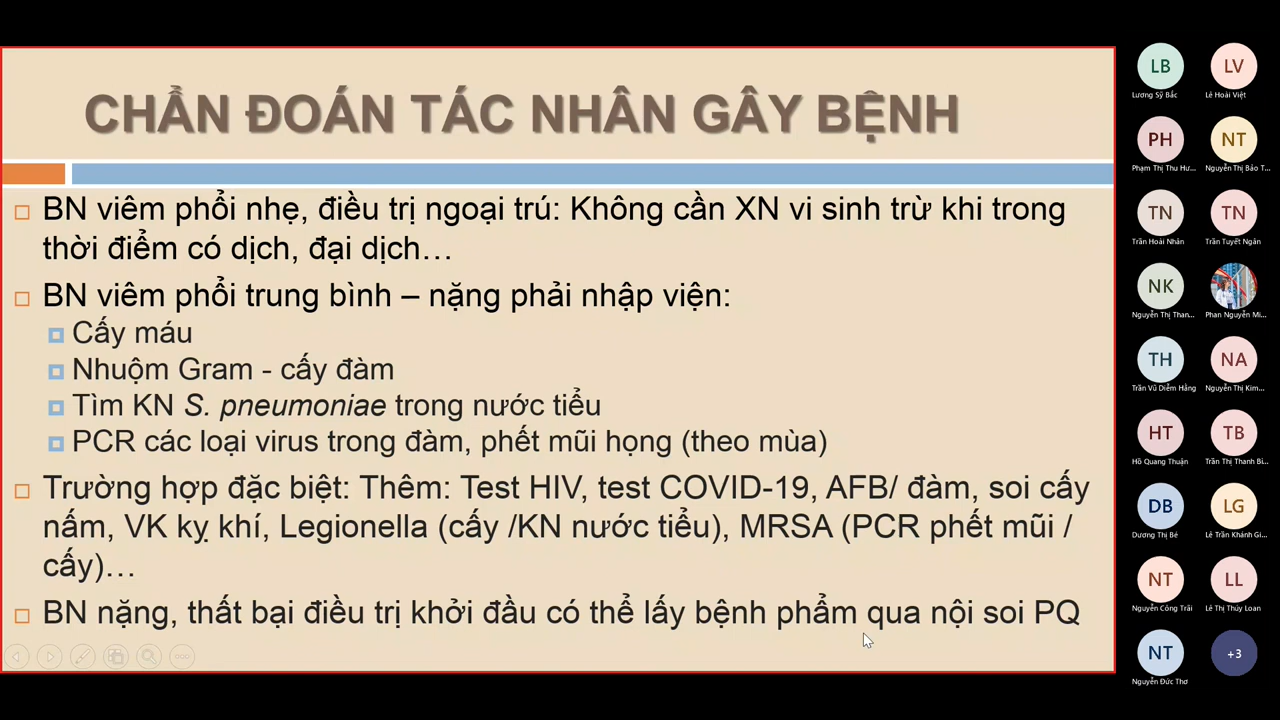 CHẨN ĐOÁN TÁC NHÂN GÂY BỆNH
BN viêm phổi nhẹ, điều trị ngoại trú: Không cần XN vi sinh trừ khi trong
thời điểm có dịch, đại dịch…
BN viêm phổi trung bình – nặng phải nhập viện:
Cấy máu
Nhuộm Gram - cấy đàm
Tìm KN S. pneumoniae trong nước tiểu
PCR các loại virus trong đàm, phết mũi họng (theo mùa)
Trường hợp đặc biệt: Thêm: Test HIV, test COVID-19, AFB/ đàm, soi cấy
nấm, VK kỵ khí, Legionella (cấy /KN nước tiểu), MRSA (PCR phết mũi /
cấy)…
BN nặng, thất bại điều trị khởi đầu có thể lấy bệnh phẩm qua nội soi PQ
LB LV
Lương Sỹ Bắc Lê Hoài Việt
PH NT
Phạm Thị Thu Hư... Nguyễn Thị Bảo T...
TN TN
Trần Hoài Nhân Trần Tuyết Ngân
NK
Nguyễn Thị Than... Phan Nguyễn Mi...
TH NA
Trần Vũ Diễm Hằng Nguyễn Thị Kim...
HT TB
Hồ Quang Thuận Trần Thị Thanh Bi...
DB LG
Dương Thị Bé Lê Trần Khánh Gi...
NT LL
Nguyễn Công Trãi Lê Thị Thúy Loan
NT +3
Nguyễn Đức Thơ